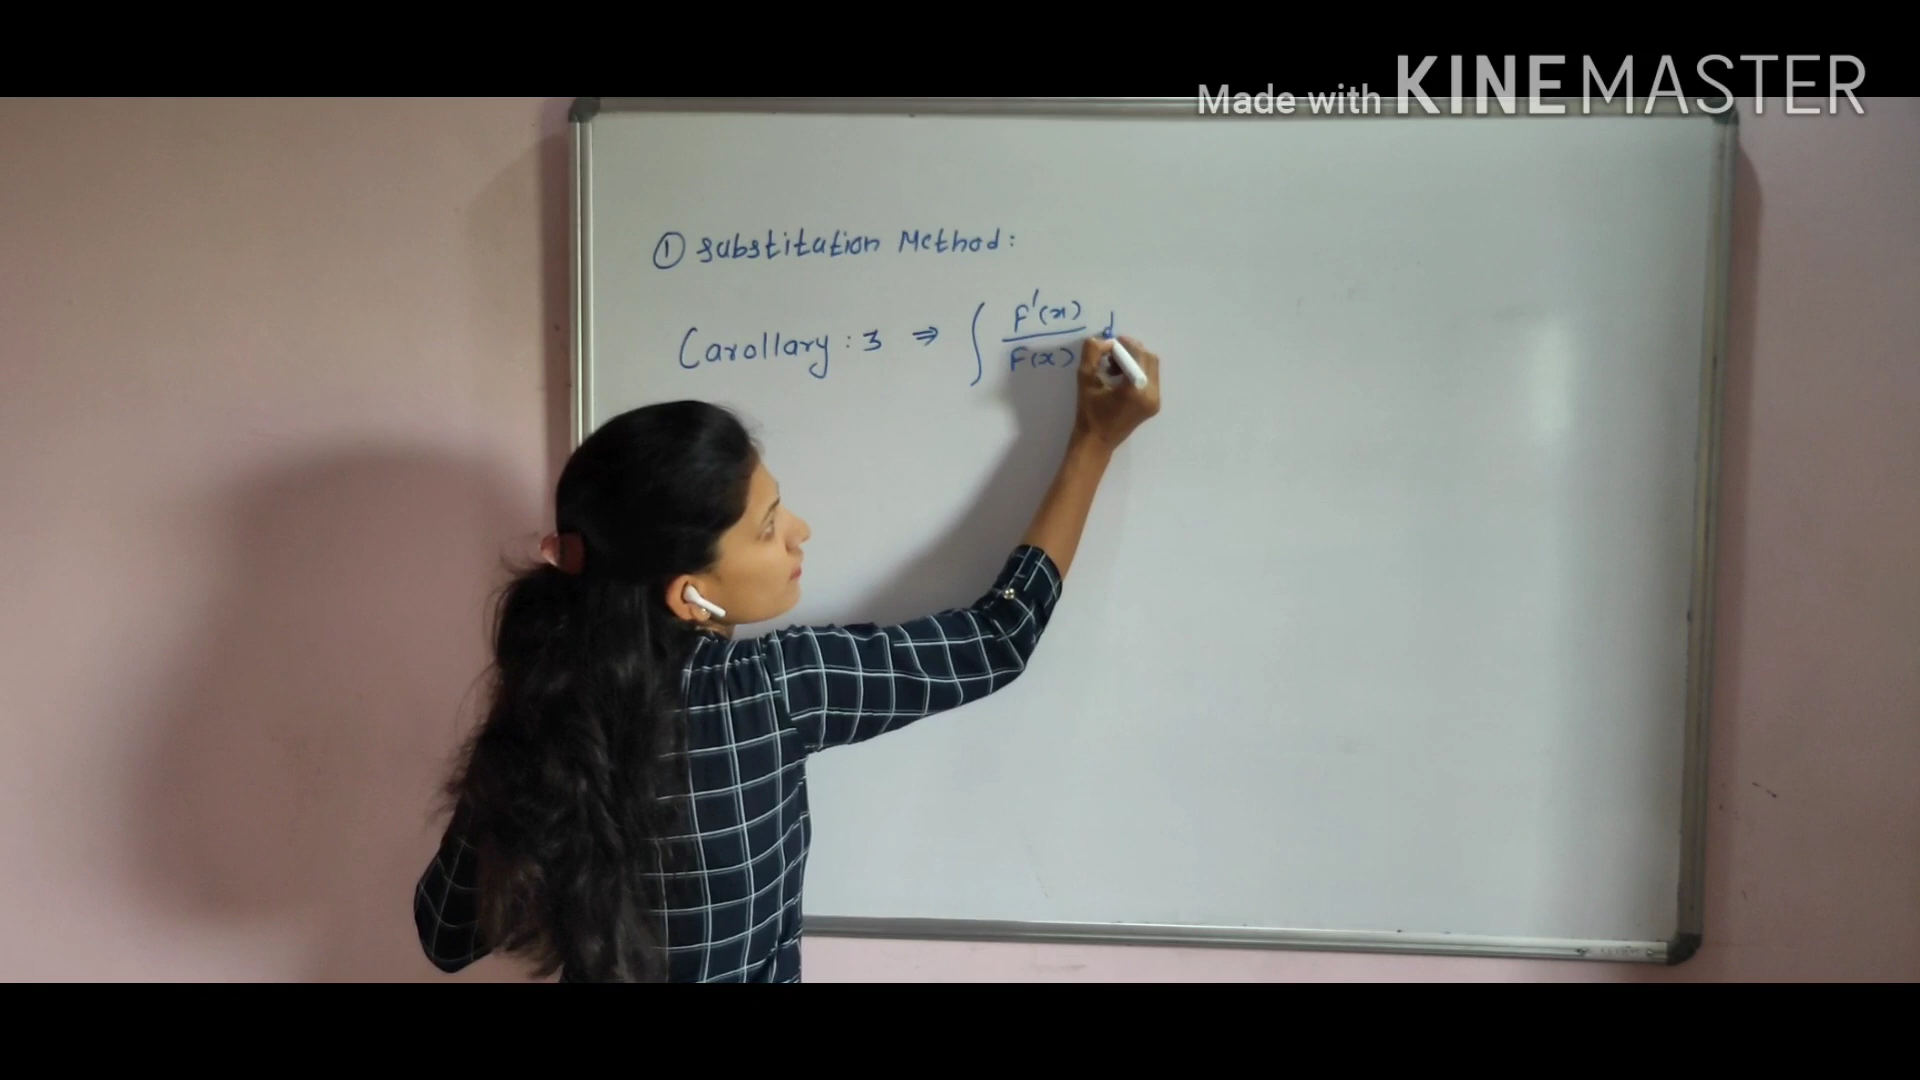 Made with KINEMASTER
① Substitution Method:
Carollary : 3 ⇒ ∫ F'(x)/F(x) d